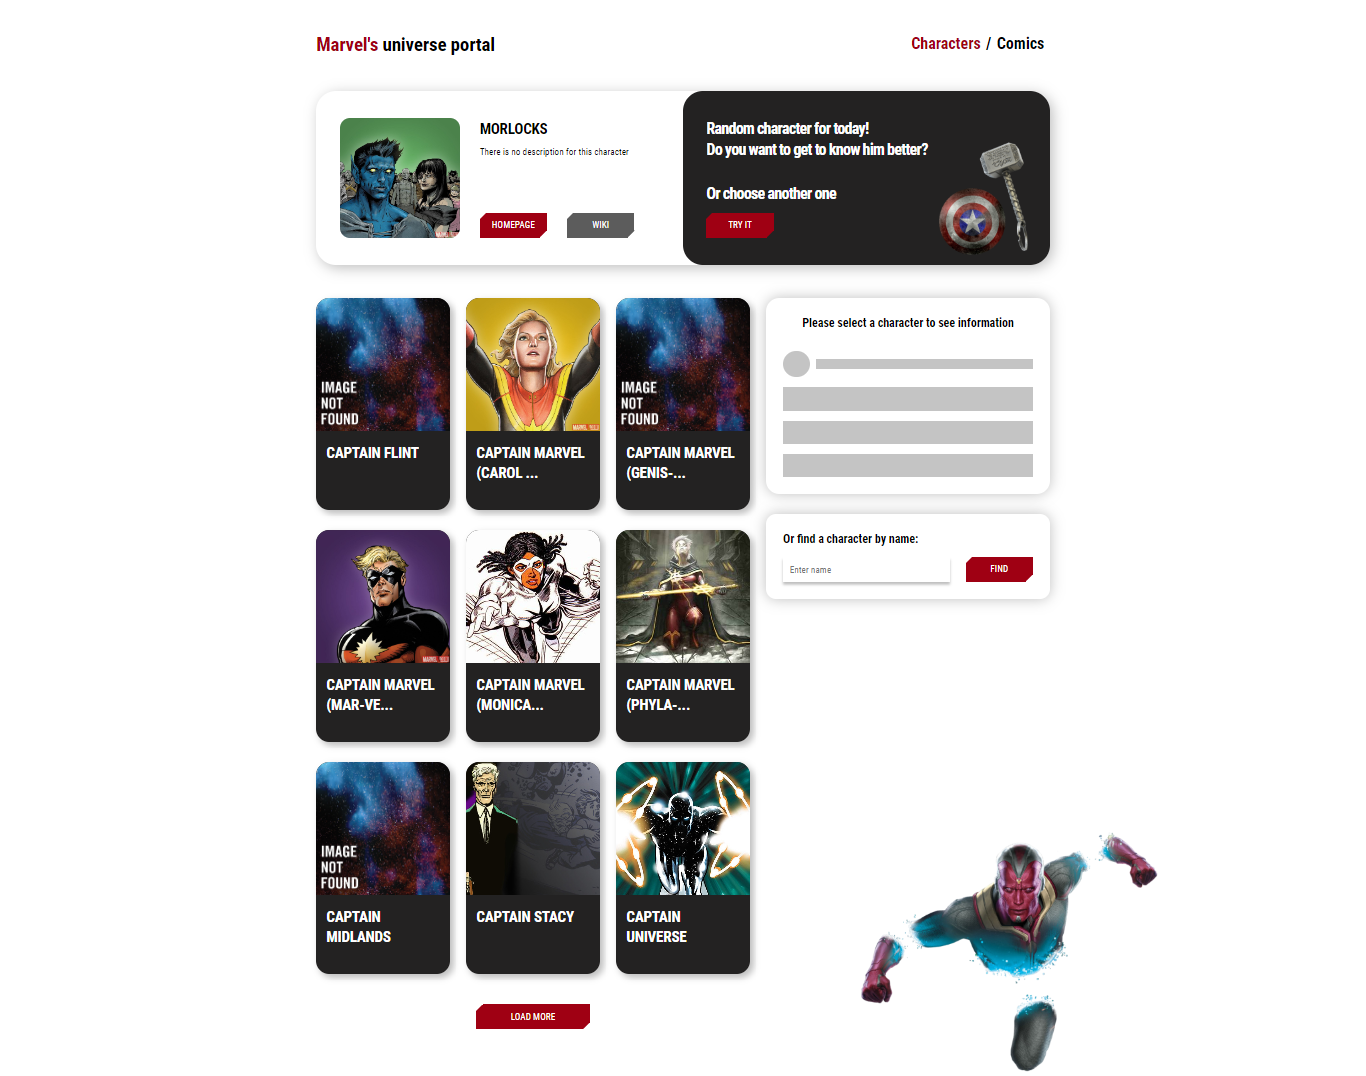 Marvel's universe portal
Characters / Comics
MORLOCKS
There is no description for this character
HOMEPAGE
WIKI
Random character for today!
Do you want to get to know him better?
Or choose another one
TRY IT
IMAGE
NOT
FOUND
CAPTAIN FLINT
CAPTAIN MARVEL
(CAROL ...
IMAGE
NOT
FOUND
CAPTAIN MARVEL
(GENIS-...
Please select a character to see information
Or find a character by name:
Enter name
FIND
CAPTAIN MARVEL
(MAR-VE...
CAPTAIN MARVEL
(MONICA...
CAPTAIN MARVEL
(PHYLA-...
IMAGE
NOT
FOUND
CAPTAIN
MIDLANDS
CAPTAIN STACY
CAPTAIN
UNIVERSE
LOAD MORE